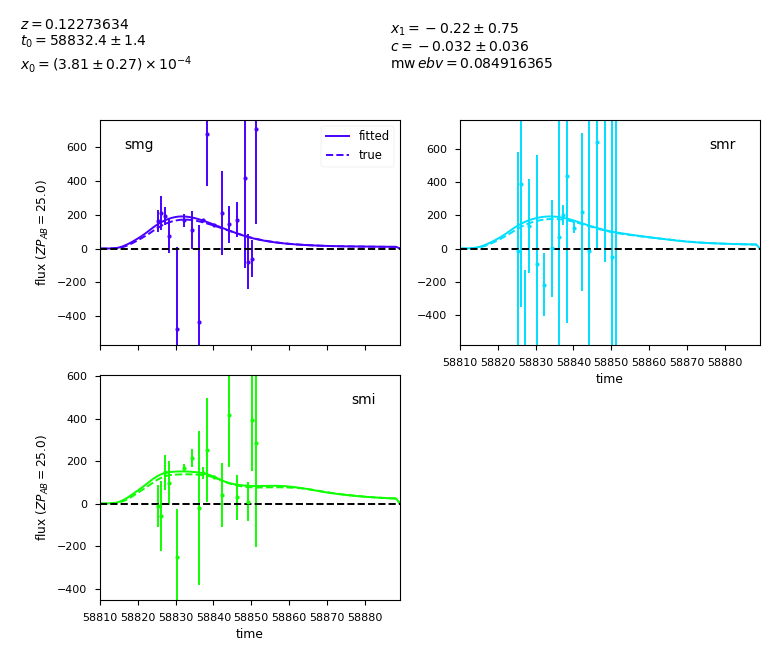 z = 0.12273634
t₀ = 58832.4 ± 1.4
x₀ = (3.81 ± 0.27) × 10⁻⁴
x₁ = −0.22 ± 0.75
c = −0.032 ± 0.036
mw ebv = 0.084916365
smg
fitted
true
600
400
200
0
−200
−400
flux (ZP_AB = 25.0)
smr
600
400
200
0
−200
−400
58810 58820 58830 58840 58850 58860 58870 58880
time
smi
600
400
200
0
−200
−400
flux (ZP_AB = 25.0)
58810 58820 58830 58840 58850 58860 58870 58880
time